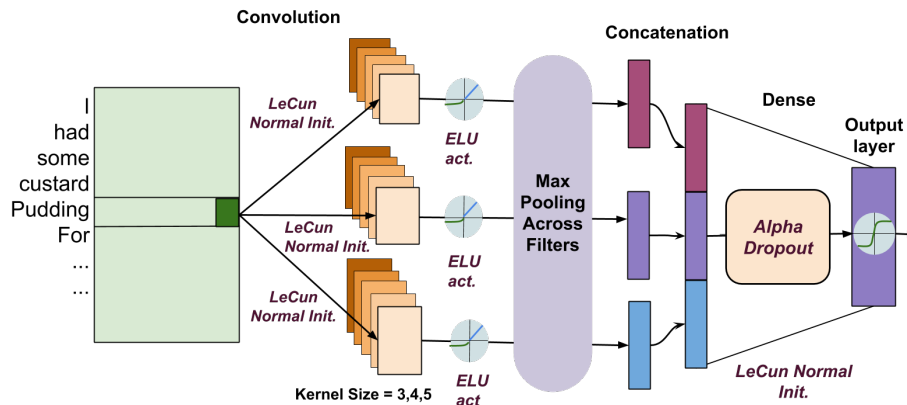 Convolution
Concatenation
I
had
some
custard
Pudding
For
...
...
LeCun
Normal Init.
LeCun
Normal Init.
LeCun
Normal Init.
ELU
act.
ELU
act.
ELU
act
Kernel Size = 3,4,5
Max
Pooling
Across
Filters
Dense
Alpha
Dropout
Output
layer
LeCun Normal
Init.